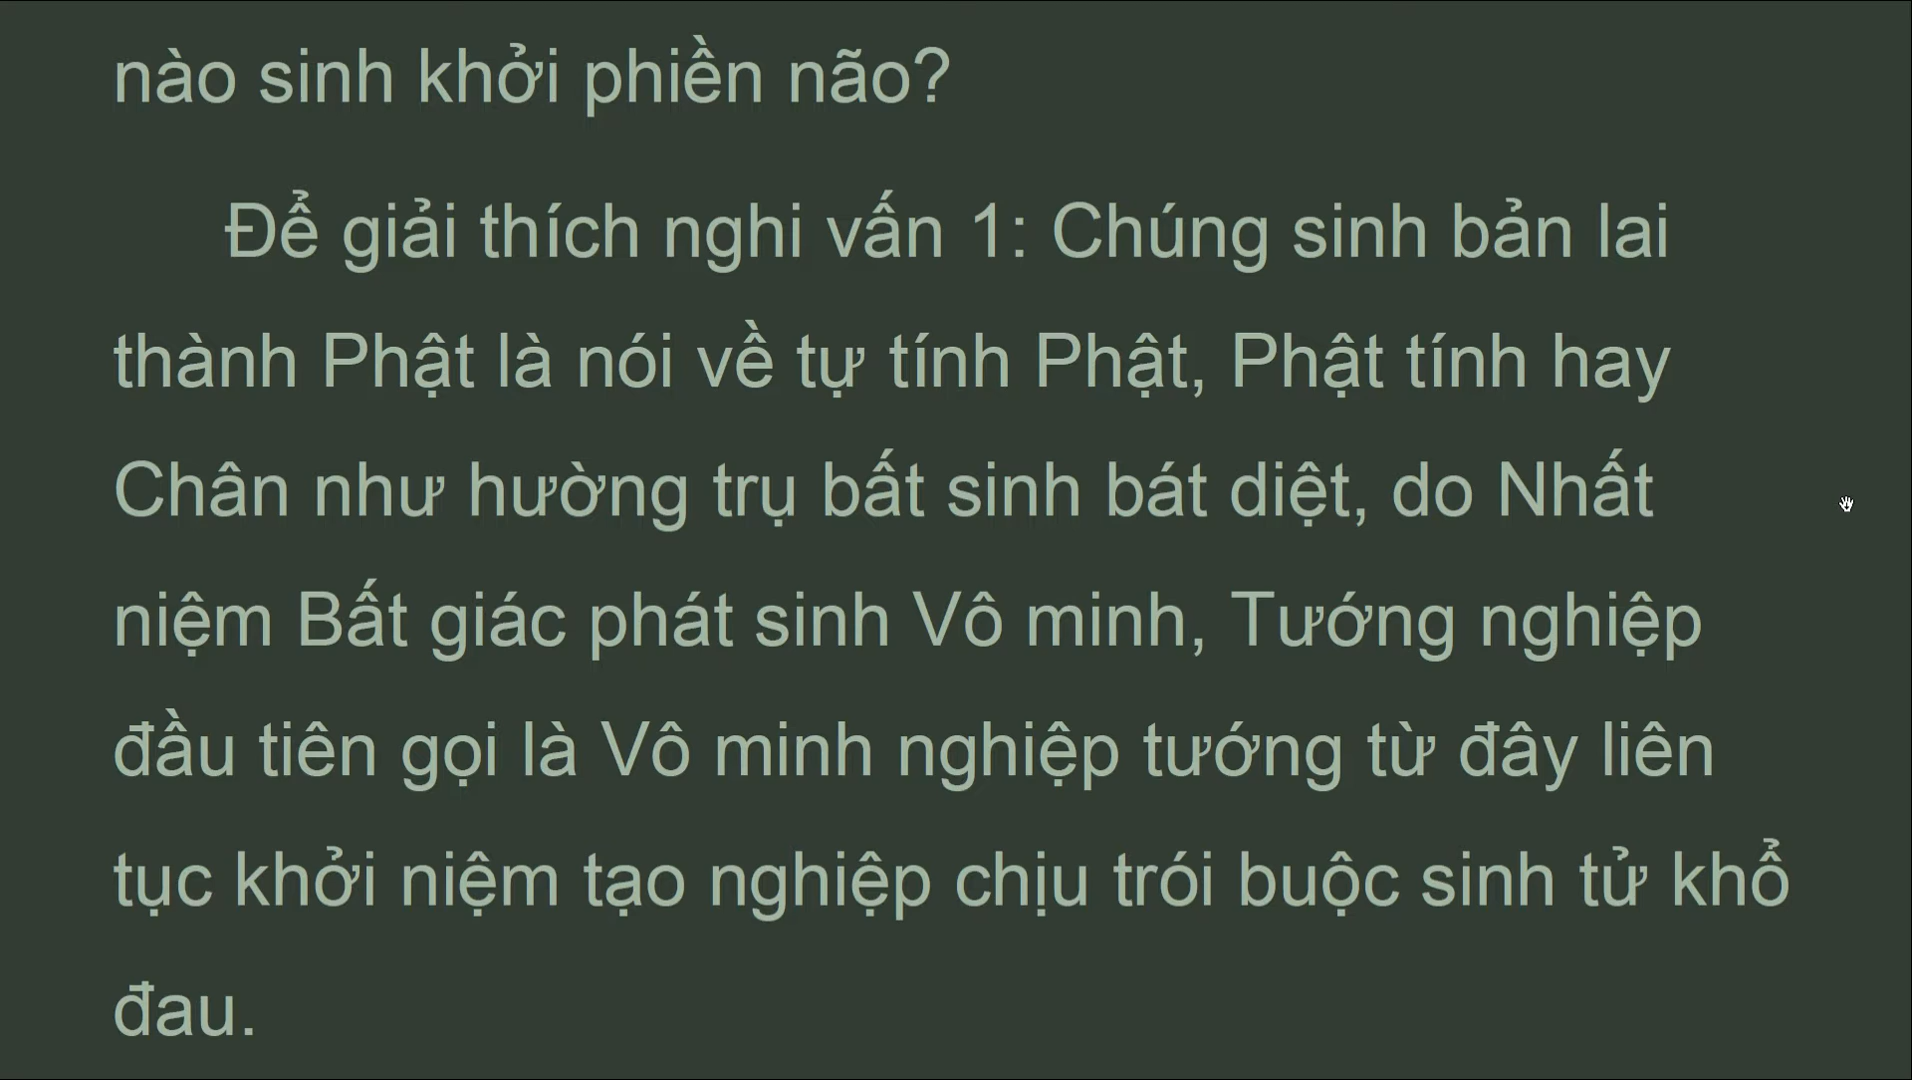 nào sinh khởi phiền não?
Để giải thích nghi vấn 1: Chúng sinh bản lai
thành Phật là nói về tự tính Phật, Phật tính hay
Chân như hường trụ bất sinh bát diệt, do Nhất
niệm Bất giác phát sinh Vô minh, Tướng nghiệp
đầu tiên gọi là Vô minh nghiệp tướng từ đây liên
tục khởi niệm tạo nghiệp chịu trói buộc sinh tử khổ
đau.